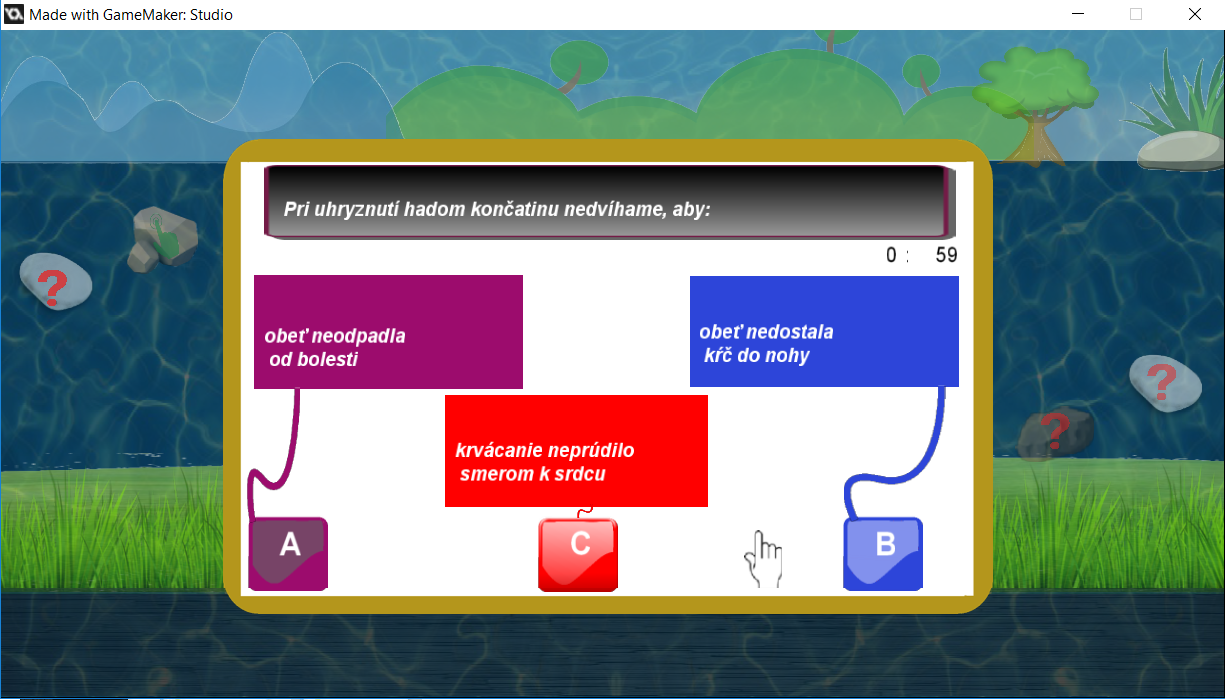 Made with GameMaker: Studio
Pri uhryznutí hadom končatinu nedvíhame, aby:
0 : 59
obeť neodpadla
od bolesti
obeť nedostala
kŕč do nohy
krvácanie neprúdilo
smerom k srdcu
A
C
B
?
?
?